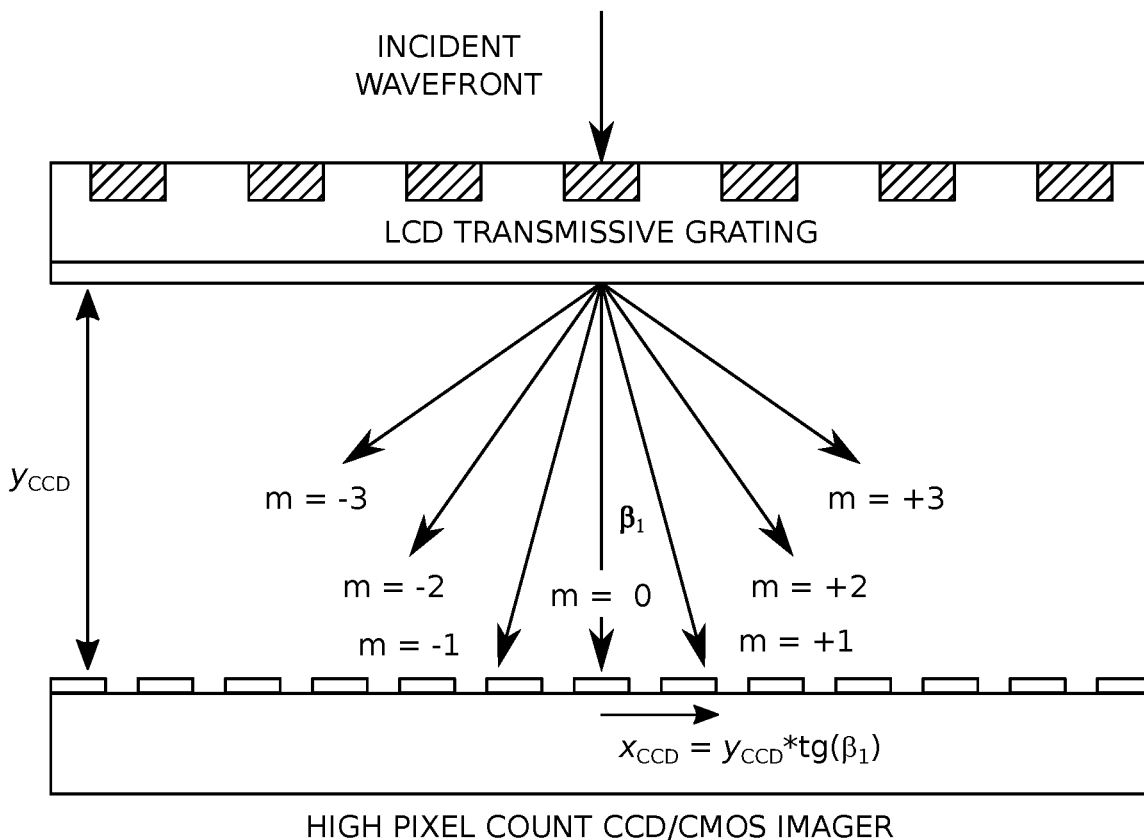 INCIDENT
WAVEFRONT
LCD TRANSMISSIVE GRATING
y_CCD
m = -3
m = +3
β₁
m = -2
m = 0
m = +2
m = -1
m = +1
x_CCD = y_CCD*tg(β₁)
HIGH PIXEL COUNT CCD/CMOS IMAGER